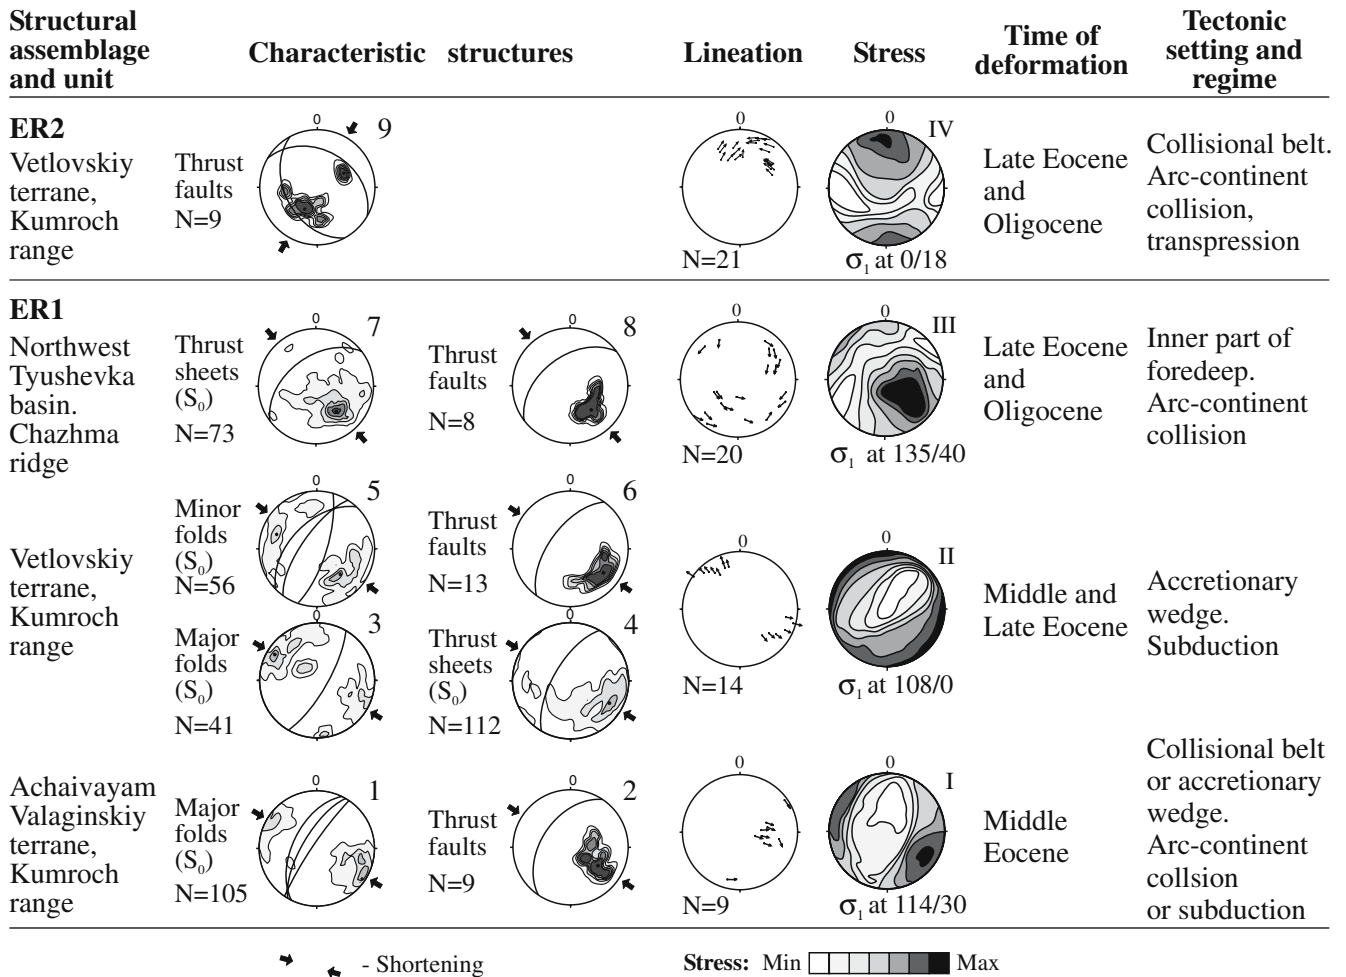 Structural
assemblage
and unit
Characteristic structures
Lineation
Stress
Time of
deformation
Tectonic
setting and
regime
ER2
Vetlovskiy
terrane,
Kumroch
range
Thrust
faults
N=9
0
9
0
N=21
0
IV
σ1 at 0/18
Late Eocene
and
Oligocene
Collisional belt.
Arc-continent
collision,
transpression
ER1
Northwest
Tyushevka
basin.
Chazhma
ridge
Thrust
sheets
(S0)
N=73
0
7
Thrust
faults
N=8
0
8
0
N=20
0
III
σ1 at 135/40
Late Eocene
and
Oligocene
Inner part of
foredeep.
Arc-continent
collision
Vetlovskiy
terrane,
Kumroch
range
Minor
folds
(S0)
N=56
0
5
Thrust
faults
N=13
0
6
Major
folds
(S0)
N=41
0
3
Thrust
sheets
(S0)
N=112
0
4
0
N=14
0
II
σ1 at 108/0
Middle and
Late Eocene
Accretionary
wedge.
Subduction
Achaivayam
Valaginskiy
terrane,
Kumroch
range
Major
folds
(S0)
N=105
0
1
Thrust
faults
N=9
0
2
0
N=9
0
I
σ1 at 114/30
Middle
Eocene
Collisional belt
or accretionary
wedge.
Arc-continent
collsion
or subduction
- Shortening
Stress: Min Max